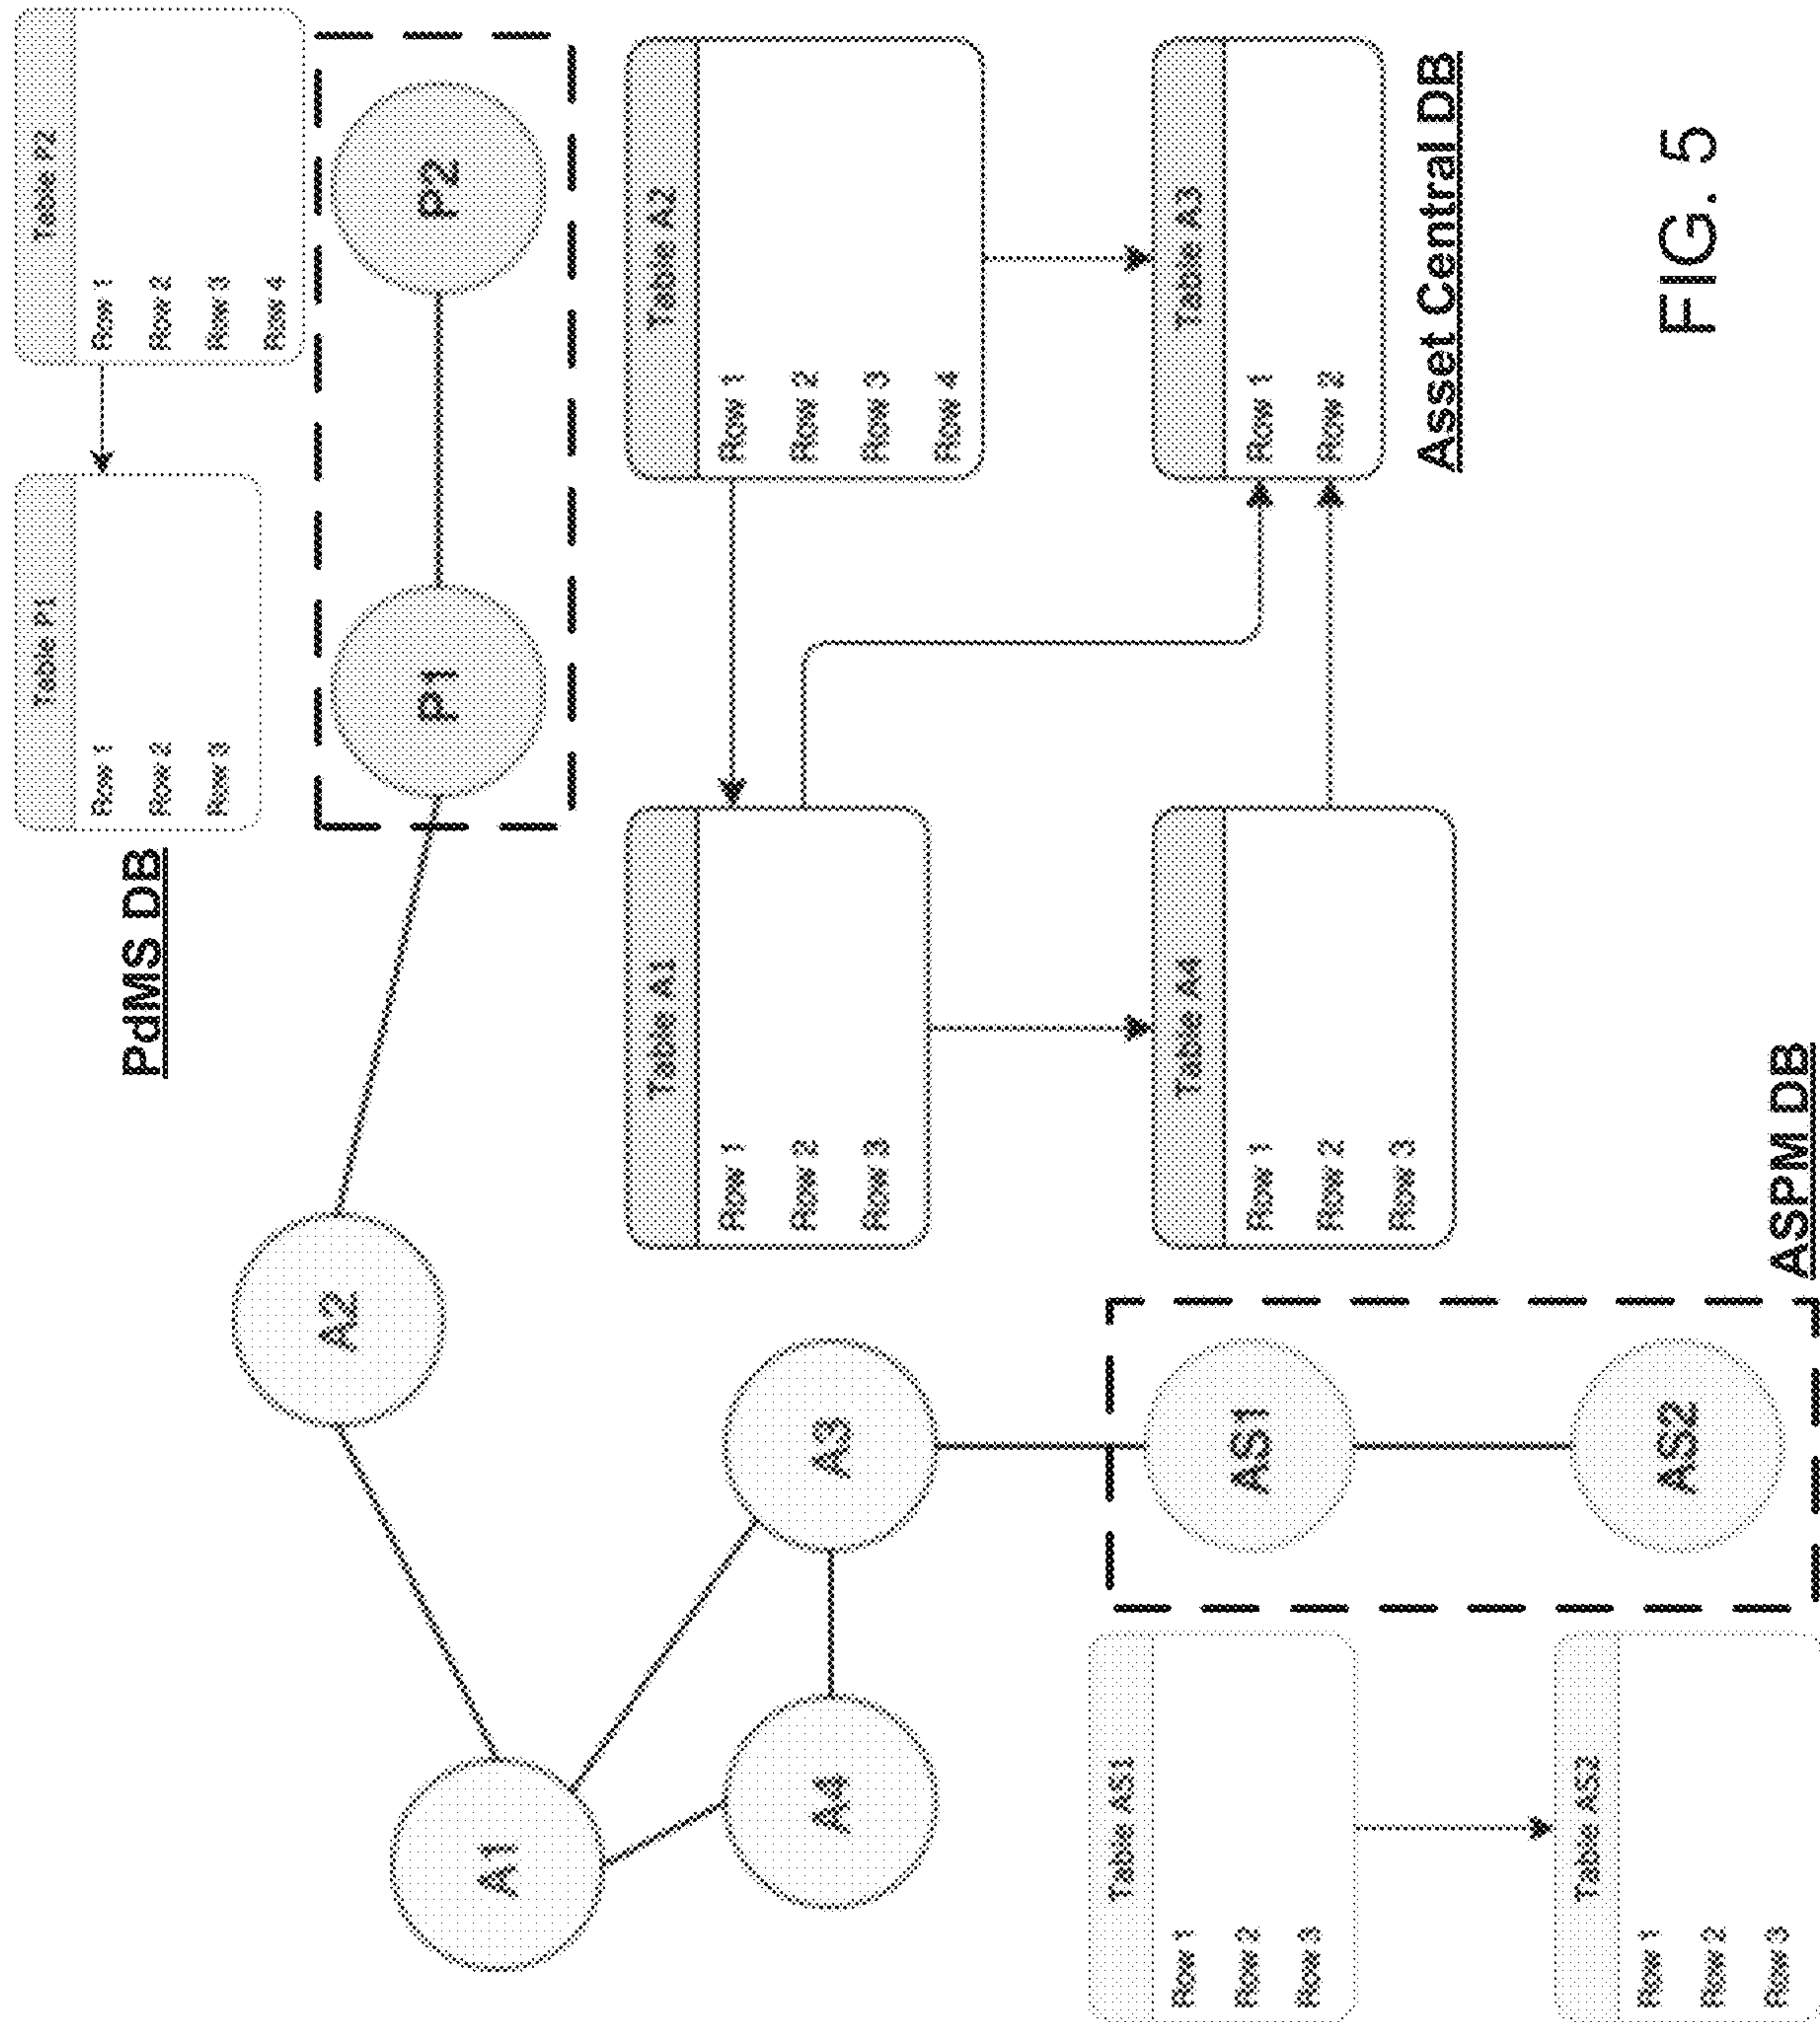 PdMS DB
Table P1
Row 1
Row 2
Row 3
Table P2
Row 1
Row 2
Row 3
Row 4
P1
P2
A2
A1
A3
A4
Table A1
Row 1
Row 2
Row 3
Table A2
Row 1
Row 2
Row 3
Row 4
Table A4
Row 1
Row 2
Row 3
Table A3
Row 1
Row 2
Asset Central DB
Table AS1
Row 1
Row 2
Row 3
AS1
Table AS2
Row 1
Row 2
Row 3
AS2
ASPM DB
FIG. 5